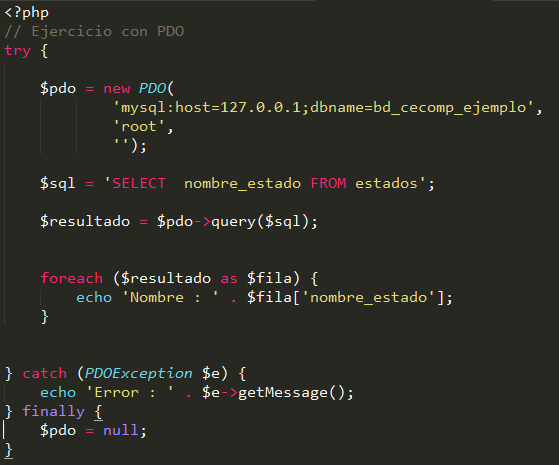 <?php
// Ejercicio con PDO
try {
$pdo = new PDO(
'mysql:host=127.0.0.1;dbname=bd_cecomp_ejemplo',
'root',
'');
$sql = 'SELECT  nombre_estado FROM estados';
$resultado = $pdo->query($sql);
foreach ($resultado as $fila) {
echo 'Nombre : ' . $fila['nombre_estado'];
}
} catch (PDOException $e) {
echo 'Error : ' . $e->getMessage();
} finally {
$pdo = null;
}